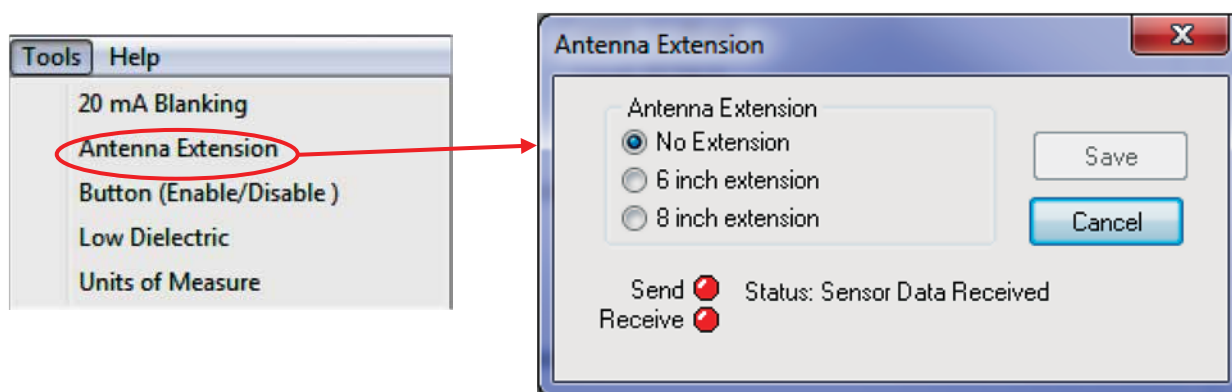 Tools Help
20 mA Blanking
Antenna Extension
Button (Enable/Disable )
Low Dielectric
Units of Measure
Antenna Extension
Antenna Extension
No Extension
6 inch extension
8 inch extension
Save
Cancel
Send Status: Sensor Data Received
Receive